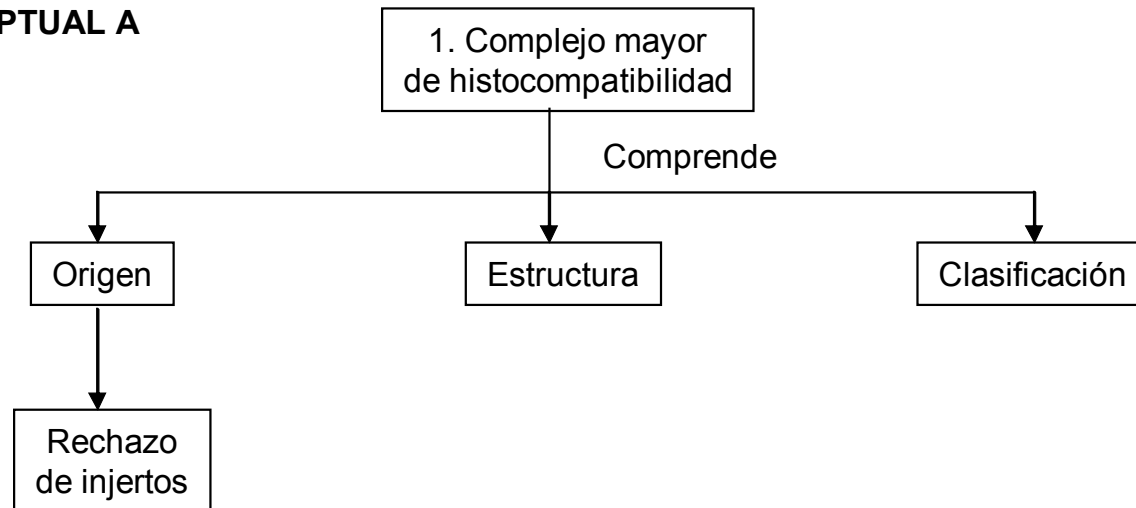 PTUAL A
1. Complejo mayor
de histocompatibilidad
Comprende
Origen
Estructura
Clasificación
Rechazo
de injertos